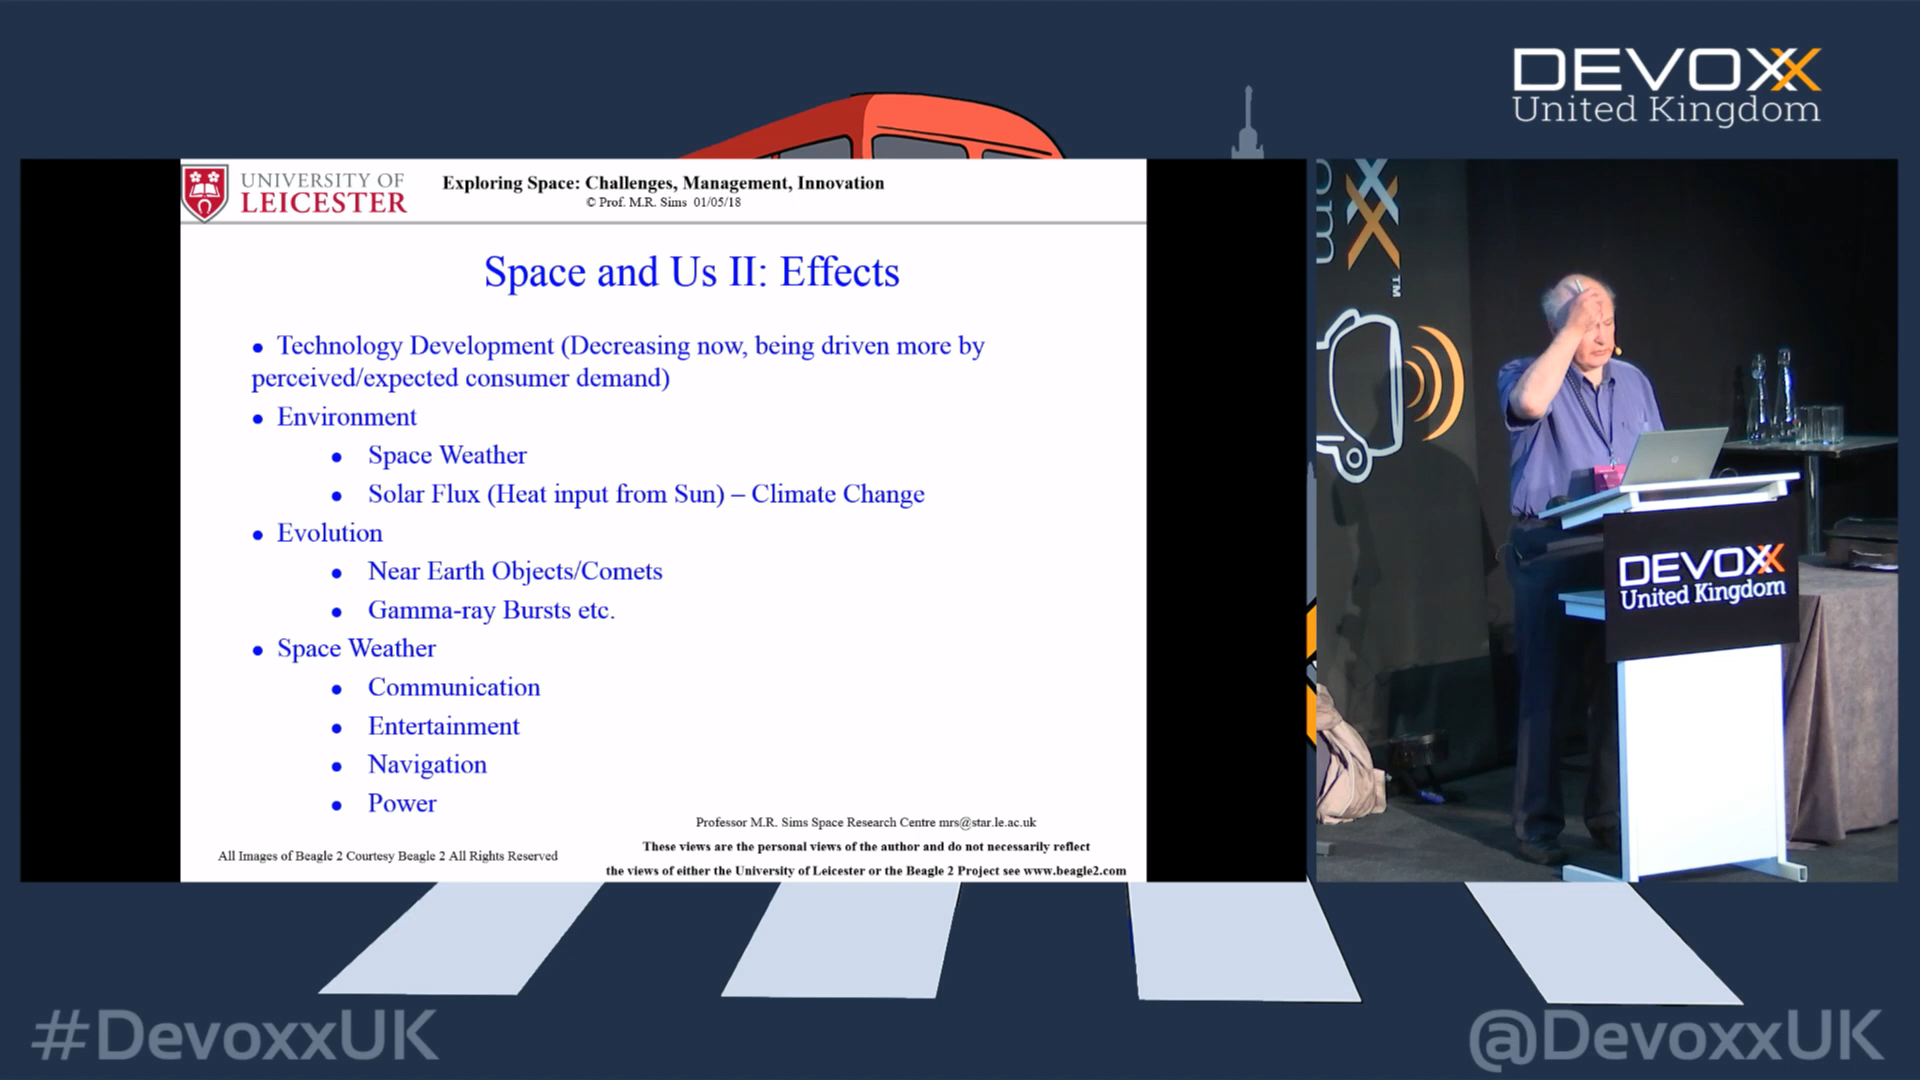 DEVOXX
United Kingdom
UNIVERSITY OF
LEICESTER
Exploring Space: Challenges, Management, Innovation
© Prof. M.R. Sims 01/05/18
Space and Us II: Effects
• Technology Development (Decreasing now, being driven more by
perceived/expected consumer demand)
• Environment
• Space Weather
• Solar Flux (Heat input from Sun) – Climate Change
• Evolution
• Near Earth Objects/Comets
• Gamma-ray Bursts etc.
• Space Weather
• Communication
• Entertainment
• Navigation
• Power
Professor M.R. Sims Space Research Centre mrs@star.le.ac.uk
All Images of Beagle 2 Courtesy Beagle 2 All Rights Reserved
These views are the personal views of the author and do not necessarily reflect
the views of either the University of Leicester or the Beagle 2 Project see www.beagle2.com
TM
DEVOXX
United Kingdom
#DevoxxUK
@DevoxxUK